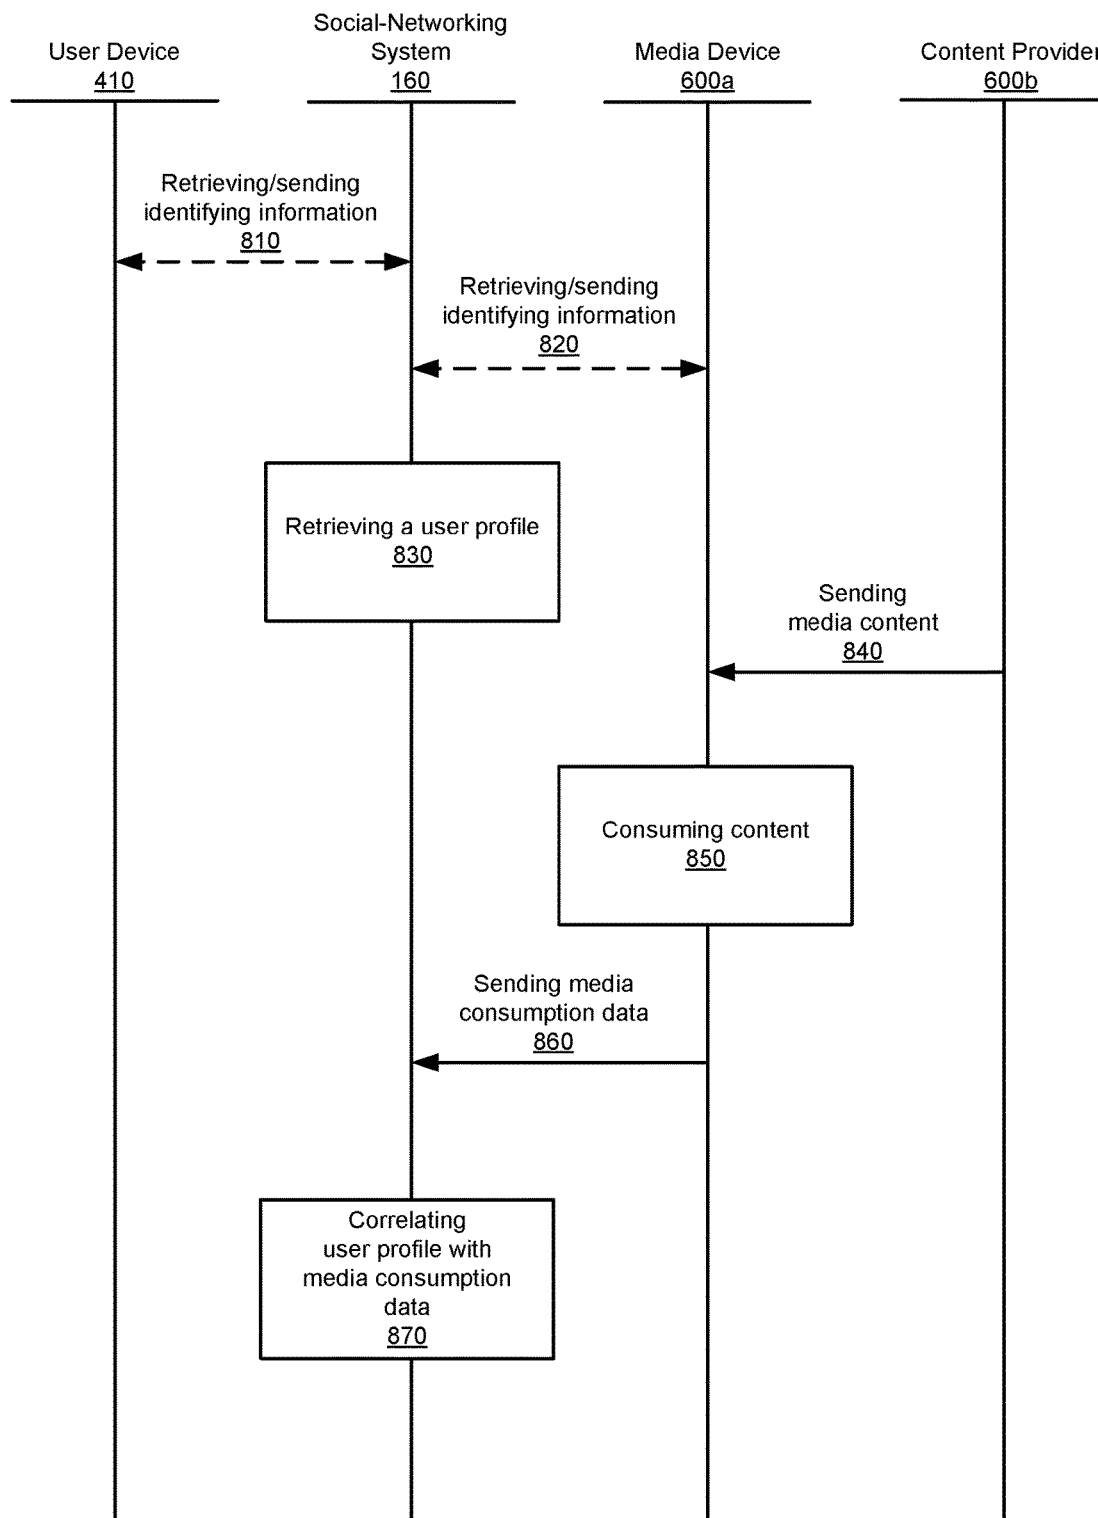 User Device
410
Social-Networking
System
160
Media Device
600a
Content Provider
600b
Retrieving/sending
identifying information
810
Retrieving/sending
identifying information
820
Retrieving a user profile
830
Sending
media content
840
Consuming content
850
Sending media
consumption data
860
Correlating
user profile with
media consumption
data
870